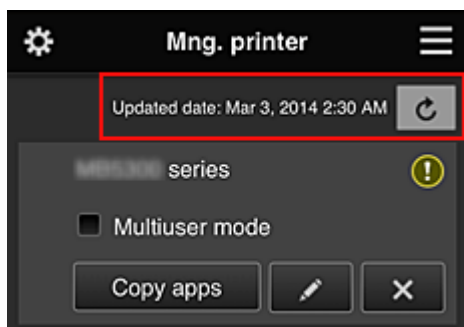 Mng. printer
Updated date: Mar 3, 2014 2:30 AM
series
Multiuser mode
Copy apps